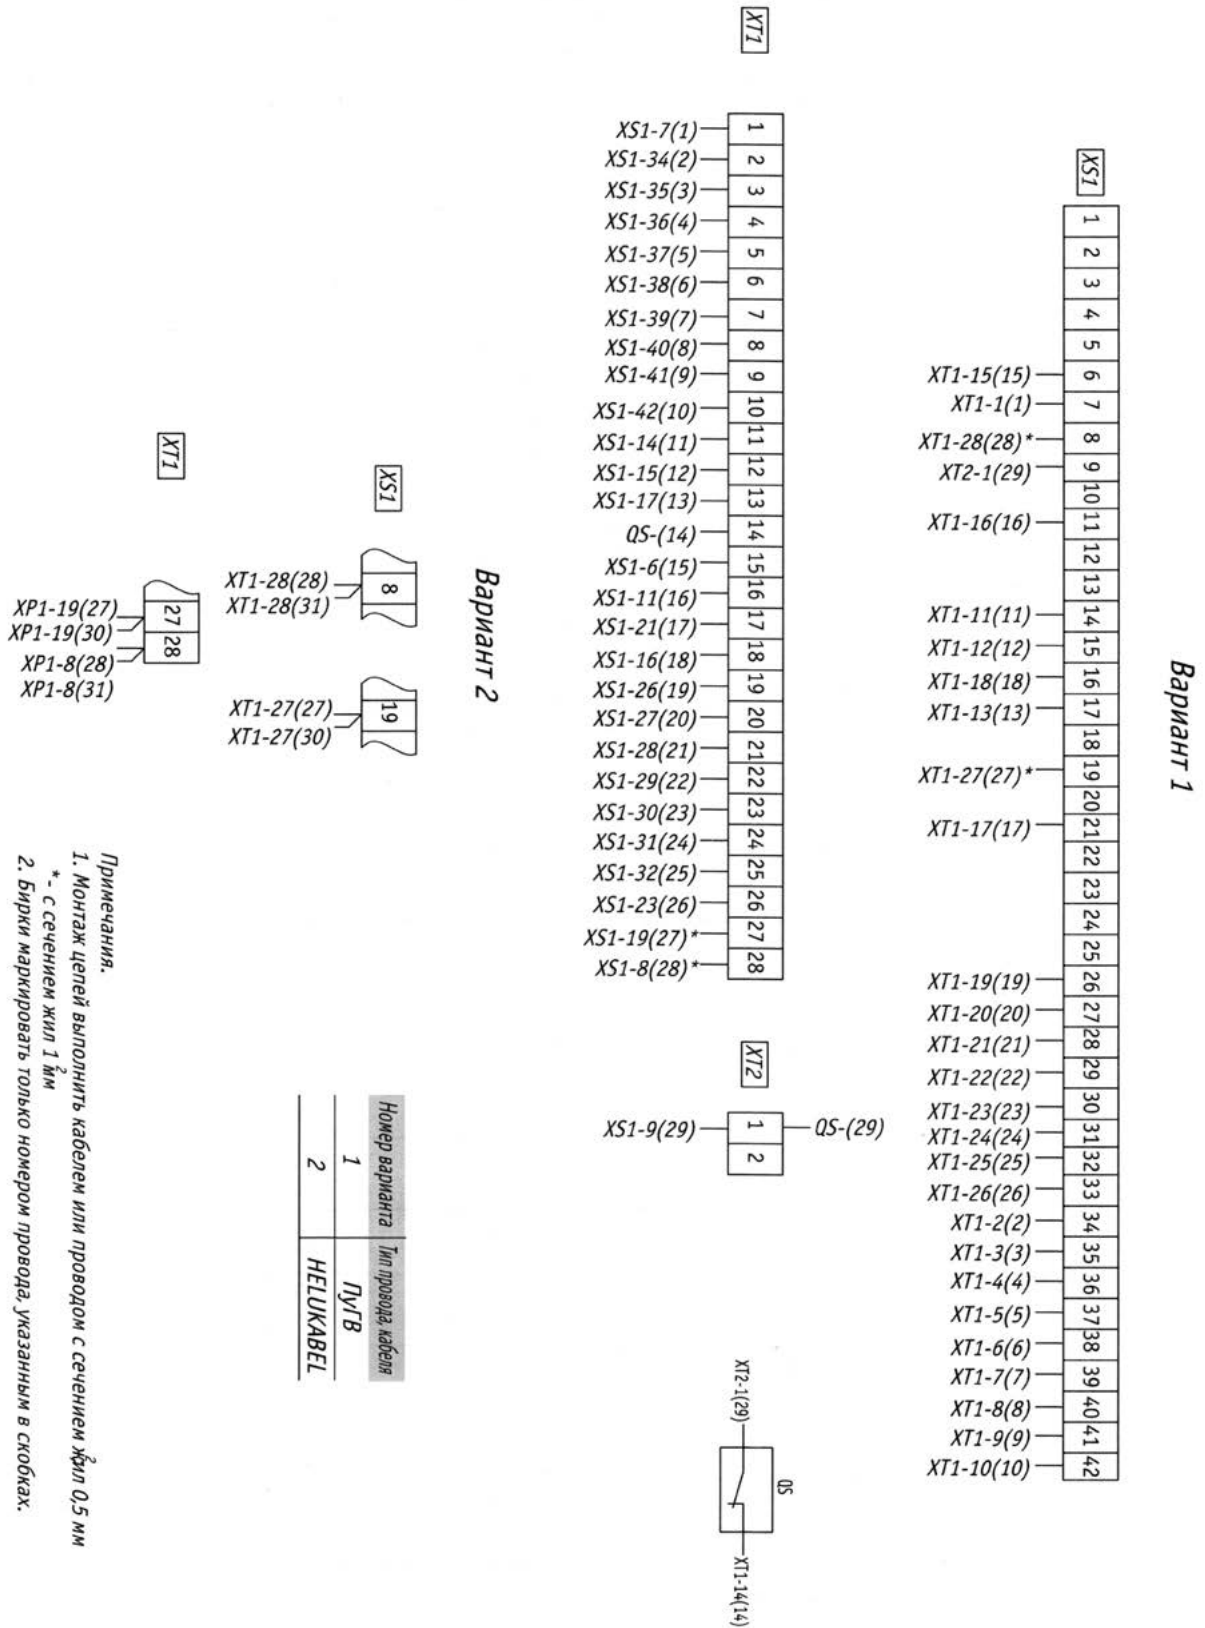 Вариант 1
XS1
1
2
3
4
5
XT1-15(15) 6
XT1-1(1) 7
XT1-28(28)* 8
XT2-1(29) 9
10
XT1-16(16) 11
12
13
XT1-11(11) 14
XT1-12(12) 15
XT1-18(18) 16
XT1-13(13) 17
18
XT1-27(27)* 19
20
XT1-17(17) 21
22
23
24
25
XT1-19(19) 26
XT1-20(20) 27
XT1-21(21) 28
XT1-22(22) 29
XT1-23(23) 30
XT1-24(24) 31
XT1-25(25) 32
XT1-26(26) 33
XT1-2(2) 34
XT1-3(3) 35
XT1-4(4) 36
XT1-5(5) 37
XT1-6(6) 38
XT1-7(7) 39
XT1-8(8) 40
XT1-9(9) 41
XT1-10(10) 42
XT1
XS1-7(1) 1
XS1-34(2) 2
XS1-35(3) 3
XS1-36(4) 4
XS1-37(5) 5
XS1-38(6) 6
XS1-39(7) 7
XS1-40(8) 8
XS1-41(9) 9
XS1-42(10) 10
XS1-14(11) 11
XS1-15(12) 12
XS1-17(13) 13
QS-(14) 14
XS1-6(15) 15
XS1-11(16) 16
XS1-21(17) 17
XS1-16(18) 18
XS1-26(19) 19
XS1-27(20) 20
XS1-28(21) 21
XS1-29(22) 22
XS1-30(23) 23
XS1-31(24) 24
XS1-32(25) 25
XS1-23(26) 26
XS1-19(27)* 27
XS1-8(28)* 28
XT2
XS1-9(29) 1 QS-(29)
2
QS
XT2-1(29) XT1-14(14)
Вариант 2
XS1
XT1-28(28) 8
XT1-28(31)
XT1-27(27) 19
XT1-27(30)
XT1
XP1-19(27) 27
XP1-19(30)
XP1-8(28) 28
XP1-8(31)
Номер варианта Тип провода, кабеля
1 ПуГВ
2 HELUKABEL
Примечания.
1. Монтаж цепей выполнить кабелем или проводом с сечением жил 0,5 мм²
*- с сечением жил 1 мм²
2. Бирки маркировать только номером провода, указанным в скобках.